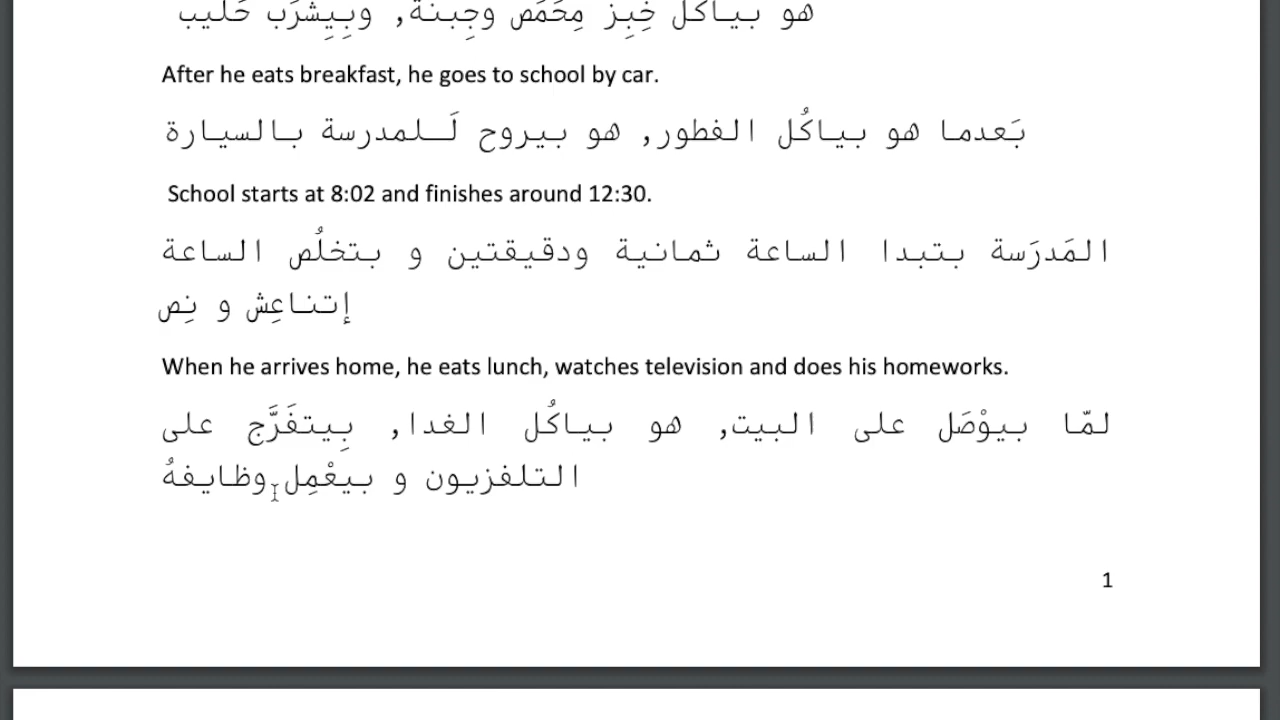 هو بياكل خِبِز مِحَمَص وجِبنة, وبِيِشرَب حَليب
After he eats breakfast, he goes to school by car.
بَعدما هو بياكُل الفطور, هو بيروح لَلمدرسة بالسيارة
School starts at 8:02 and finishes around 12:30.
المَدرَسة بتبدا الساعة ثمانية ودقيقتين و بتخلُص الساعة
إتناعِش و نِص
When he arrives home, he eats lunch, watches television and does his homeworks.
لمّا بيوْصَل على البيت, هو بياكُل الغدا, بِيتفَرَّج على
التلفزيون و بيعْمِل وظايفهُ
1